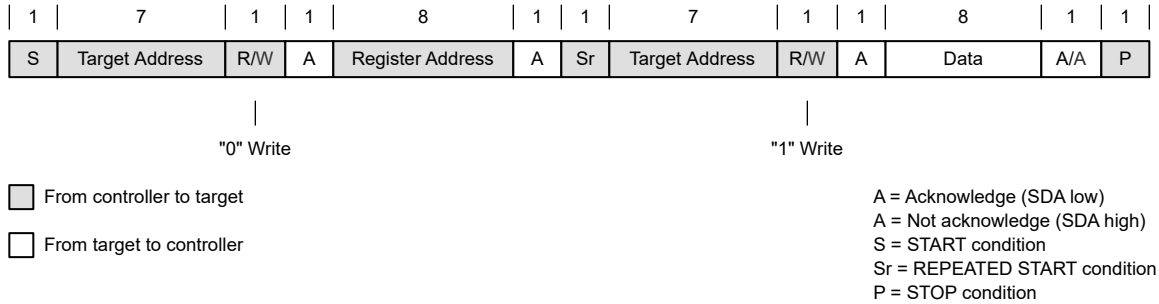 1 7 1 1 8 1 1 7 1 1 8 1 1
S Target Address R/W A Register Address A Sr Target Address R/W A Data A/A P
"0" Write "1" Write
From controller to target
From target to controller
A = Acknowledge (SDA low)
A = Not acknowledge (SDA high)
S = START condition
Sr = REPEATED START condition
P = STOP condition